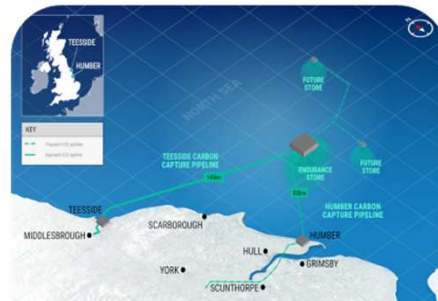 TEESSIDE
HUMBER
KEY
NORTH SEA
FUTURE
STORE
TEESSIDE CARBON
CAPTURE PIPELINE
ENDURANCE
STORE
FUTURE
STORE
HUMBER CARBON
CAPTURE PIPELINE
TEESSIDE
MIDDLESBROUGH
SCARBOROUGH
HUMBER
HULL
GRIMSBY
YORK
SCUNTHORPE